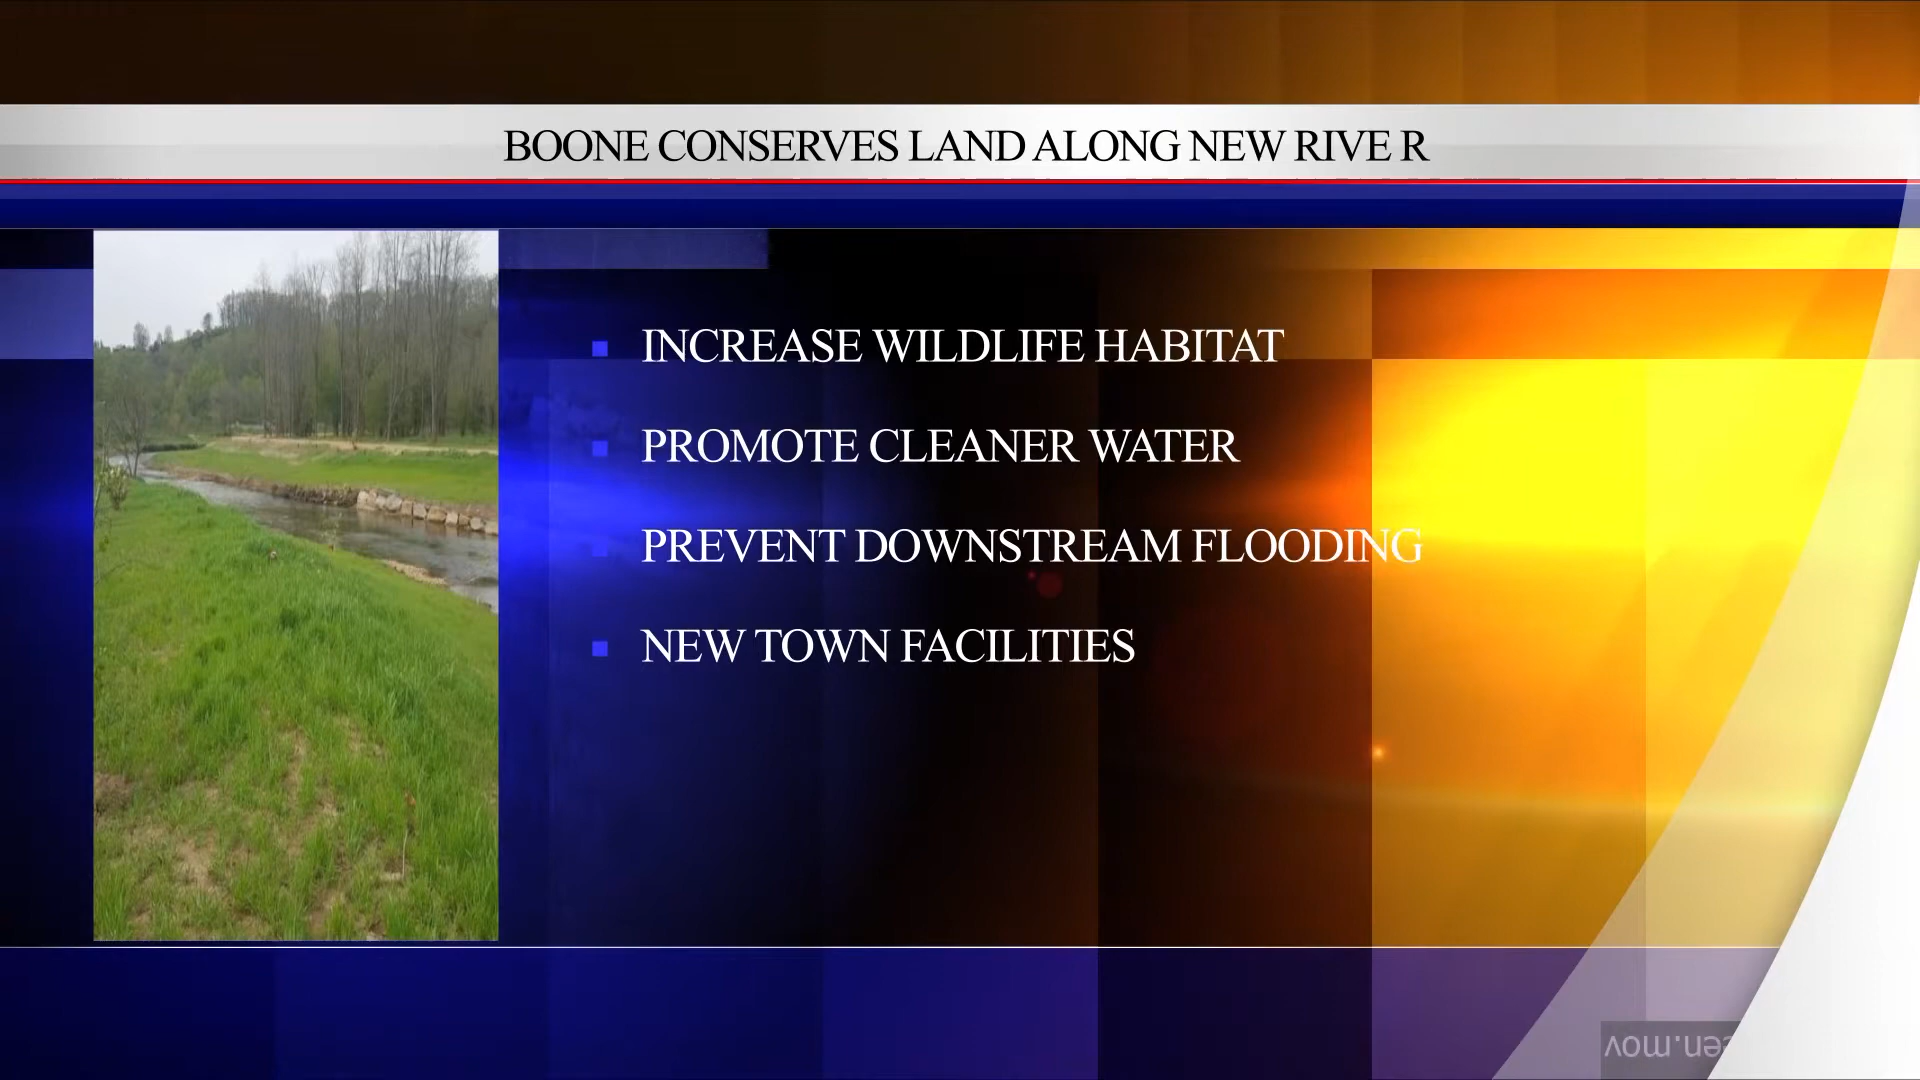 BOONE CONSERVES LAND ALONG NEW RIVE R
INCREASE WILDLIFE HABITAT
PROMOTE CLEANER WATER
PREVENT DOWNSTREAM FLOODING
NEW TOWN FACILITIES